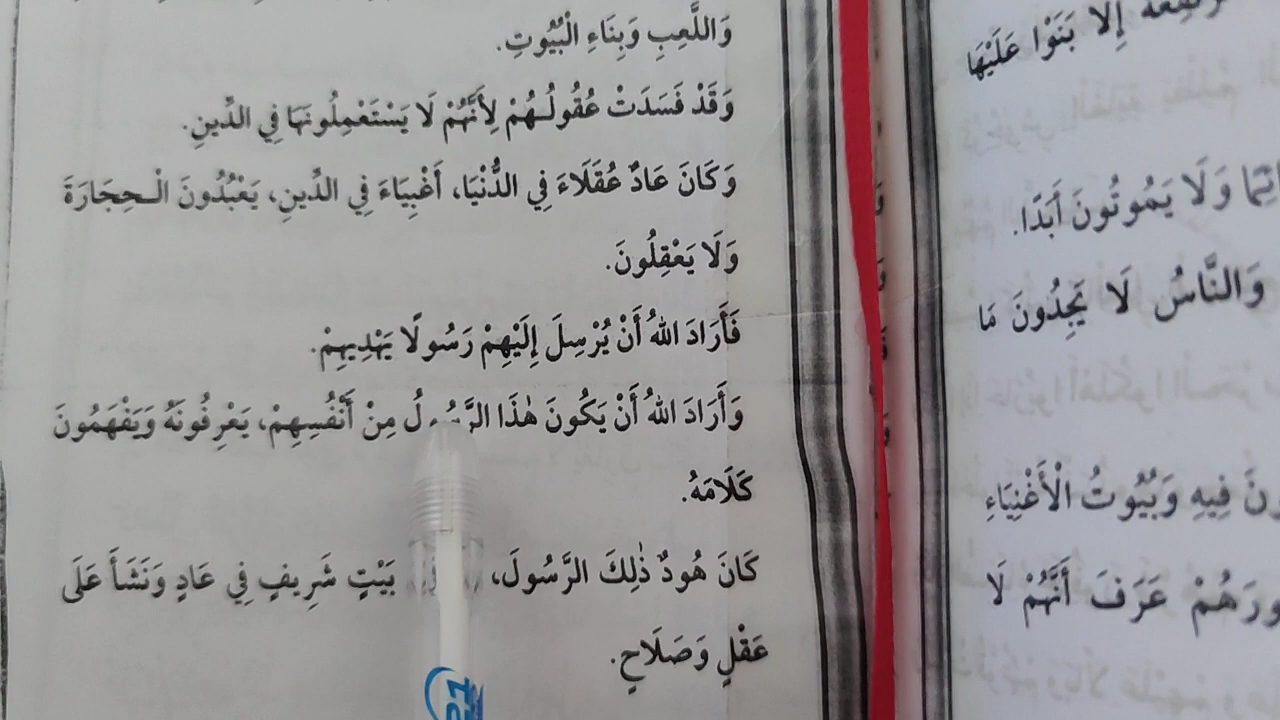 وَاللَّعِبِ وَبِنَاءِ الْبُيُوتِ.
وَقَدْ فَسَدَتْ عُقُولُهُمْ لِأَنَّهُمْ لَا يَسْتَعْمِلُونَهَا فِي الدِّينِ.
وَكَانَ عَادٌ عُقَلَاءَ فِي الدُّنْيَا، أَغْبِيَاءَ فِي الدِّينِ، يَعْبُدُونَ الْحِجَارَةَ
وَلَا يَعْقِلُونَ.
فَأَرَادَ اللهُ أَنْ يُرْسِلَ إِلَيْهِمْ رَسُولًا يَهْدِيهِمْ.
وَأَرَادَ اللهُ أَنْ يَكُونَ هٰذَا الرَّسُولُ مِنْ أَنْفُسِهِمْ، يَعْرِفُونَهُ وَيَفْهَمُونَ
كَلَامَهُ.
كَانَ هُودٌ ذٰلِكَ الرَّسُولَ، بَيْتٍ شَرِيفٍ فِي عَادٍ وَنَشَأَ عَلَى
عَقْلٍ وَصَلَاحٍ.
إِلَّا بَنَوْا عَلَيْهَا
وَلَا يَمُوتُونَ أَبَدًا.
وَالنَّاسُ لَا يَجِدُونَ مَا
فِيهِ وَبُيُوتُ الْأَغْنِيَاءِ
عَرَفَ أَنَّهُمْ لَا
21